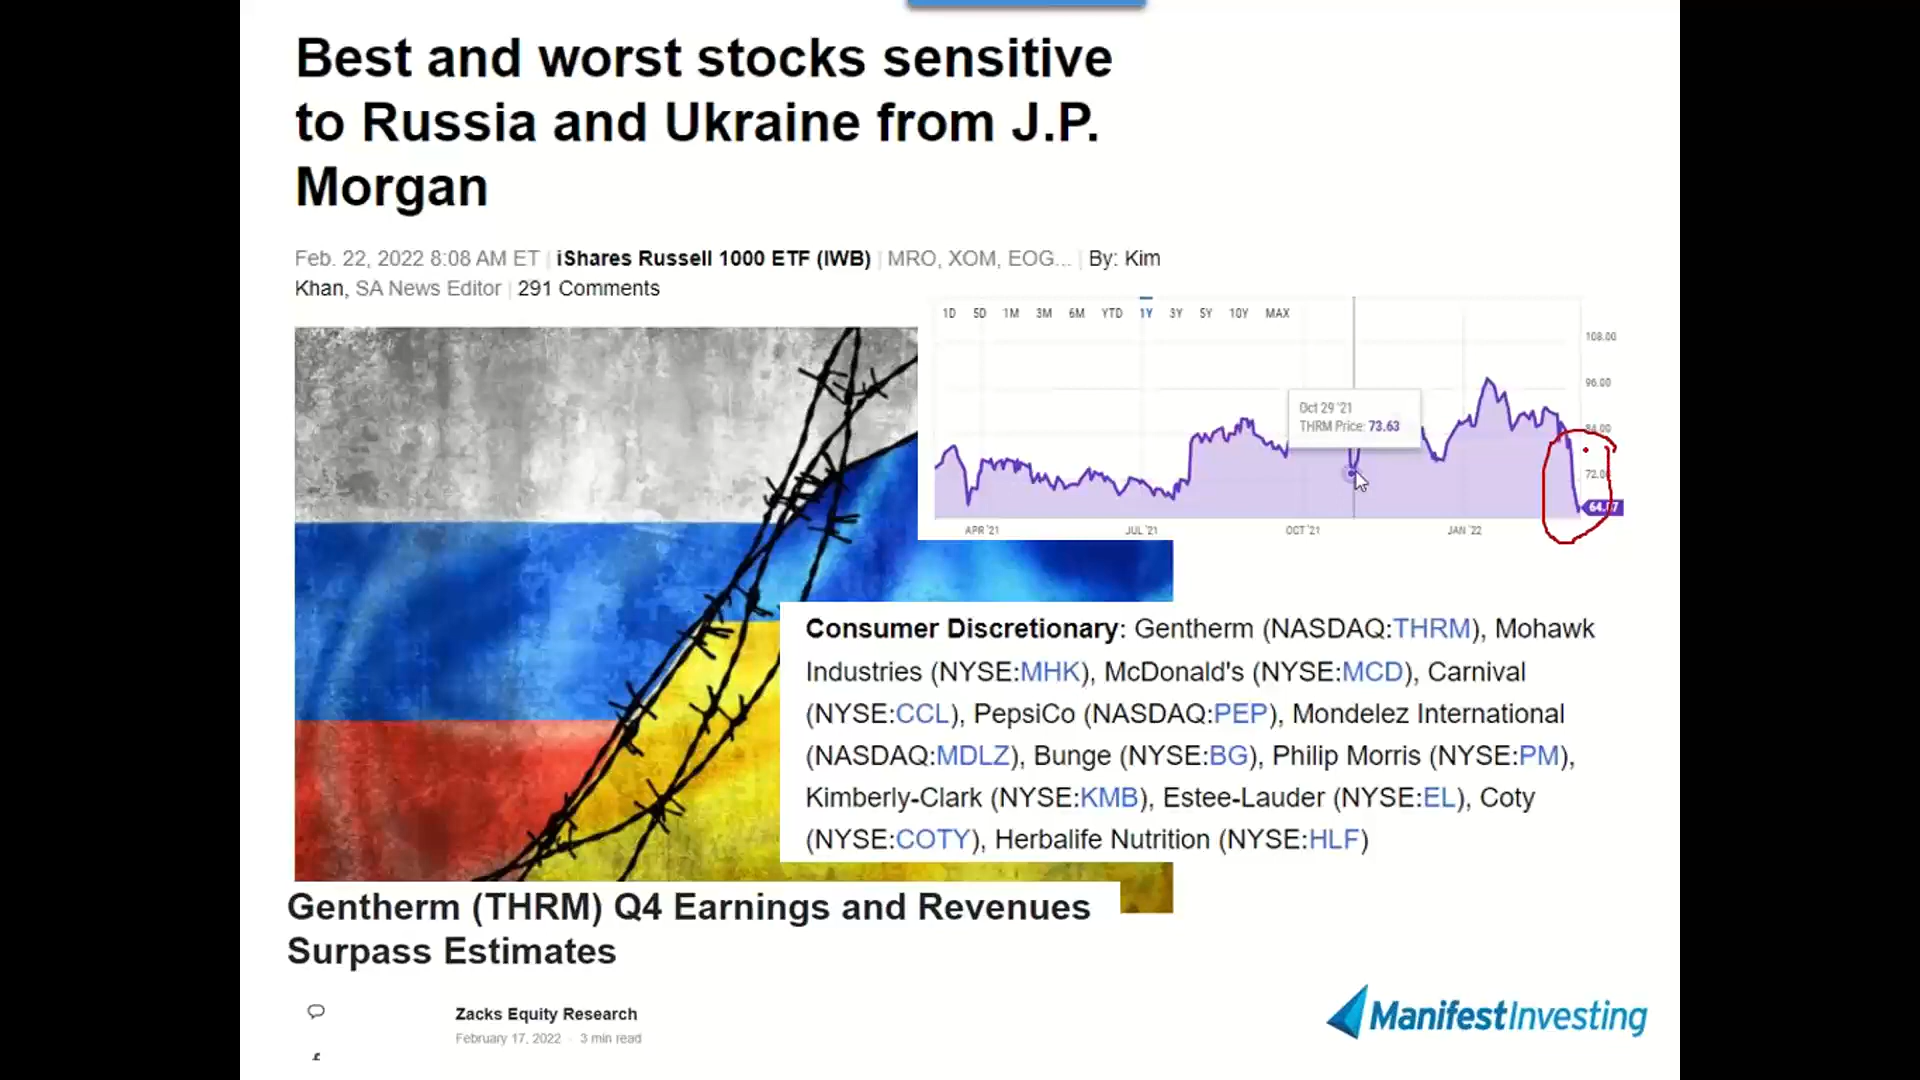 Best and worst stocks sensitive
to Russia and Ukraine from J.P.
Morgan
Feb. 22, 2022 8:08 AM ET | iShares Russell 1000 ETF (IWB) | MRO, XOM, EOG... | By: Kim
Khan, SA News Editor | 291 Comments
1D 5D 1M 3M 6M YTD 1Y 3Y 5Y 10Y MAX
108.00
96.00
84.00
Oct 29 '21
THRM Price: 73.63
APR '21 JUL '21 OCT '21 JAN '22
Consumer Discretionary: Gentherm (NASDAQ:THRM), Mohawk
Industries (NYSE:MHK), McDonald's (NYSE:MCD), Carnival
(NYSE:CCL), PepsiCo (NASDAQ:PEP), Mondelez International
(NASDAQ:MDLZ), Bunge (NYSE:BG), Philip Morris (NYSE:PM),
Kimberly-Clark (NYSE:KMB), Estee-Lauder (NYSE:EL), Coty
(NYSE:COTY), Herbalife Nutrition (NYSE:HLF)
Gentherm (THRM) Q4 Earnings and Revenues
Surpass Estimates
Zacks Equity Research
February 17, 2022 · 3 min read
ManifestInvesting